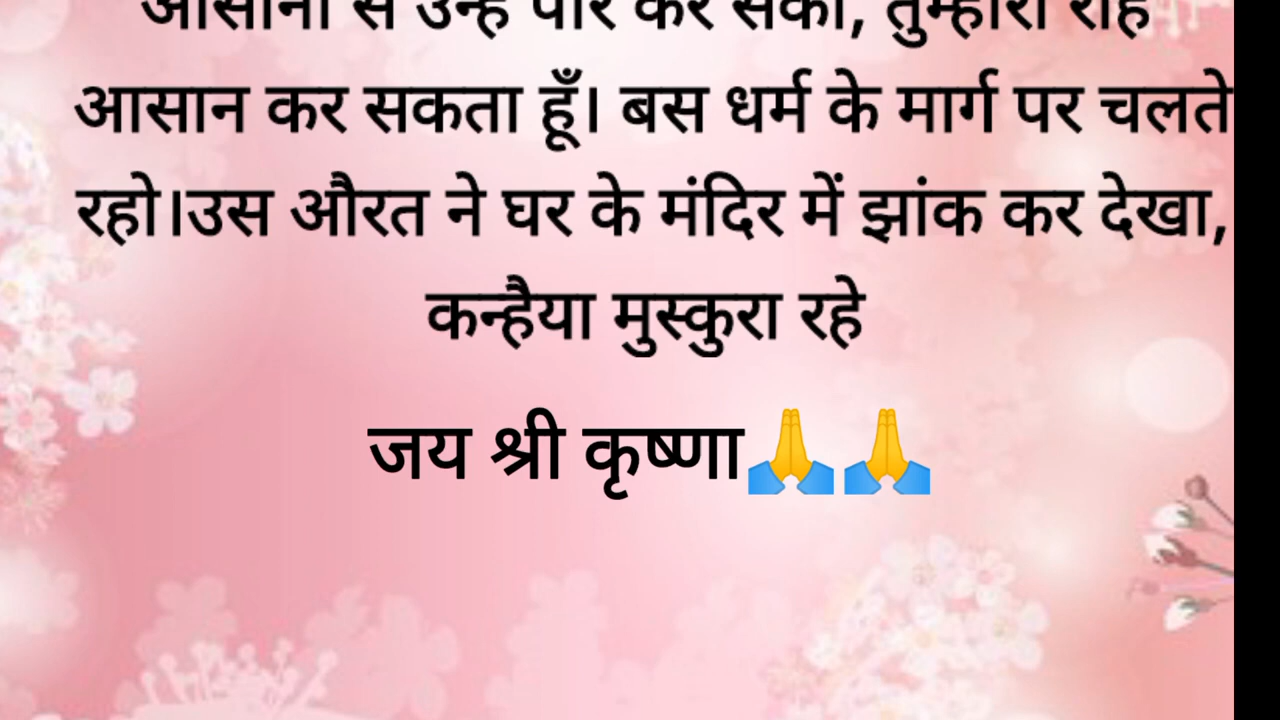 आसानी से उन्हें पार कर सको, तुम्हारी राह
आसान कर सकता हूँ। बस धर्म के मार्ग पर चलते
रहो।उस औरत ने घर के मंदिर में झांक कर देखा,
कन्हैया मुस्कुरा रहे
जय श्री कृष्णा🙏🙏